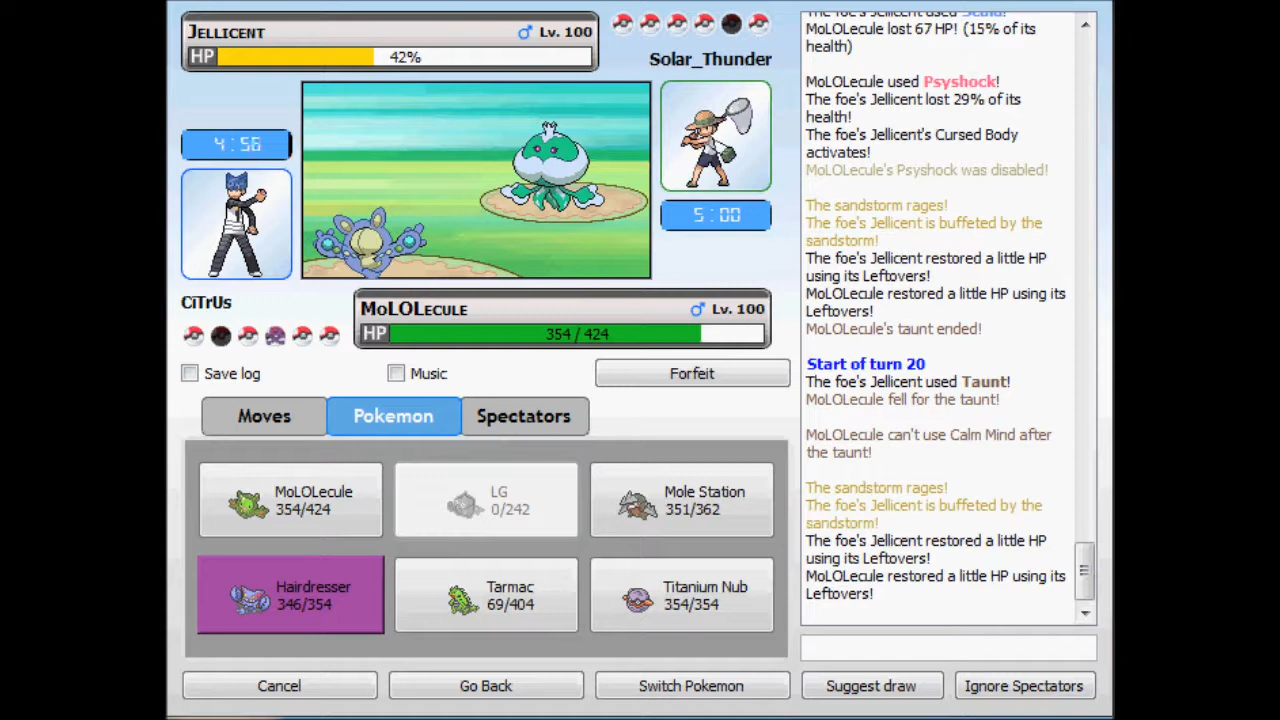 JELLICENT ♂ Lv. 100
HP 42%
Solar_Thunder
4:56
5:00
CiTrUs
MoLOLecule ♂ Lv. 100
HP 354 / 424
Save log
Music
Forfeit
Moves
Pokemon
Spectators
MoLOLecule
354/424
LG
0/242
Mole Station
351/362
Hairdresser
346/354
Tarmac
69/404
Titanium Nub
354/354
Cancel
Go Back
Switch Pokemon
Suggest draw
Ignore Spectators
The foe's Jellicent used Scald!
MoLOLecule lost 67 HP! (15% of its
health)
MoLOLecule used Psyshock!
The foe's Jellicent lost 29% of its
health!
The foe's Jellicent's Cursed Body
activates!
MoLOLecule's Psyshock was disabled!
The sandstorm rages!
The foe's Jellicent is buffeted by the
sandstorm!
The foe's Jellicent restored a little HP
using its Leftovers!
MoLOLecule restored a little HP using its
Leftovers!
MoLOLecule's taunt ended!
Start of turn 20
The foe's Jellicent used Taunt!
MoLOLecule fell for the taunt!
MoLOLecule can't use Calm Mind after
the taunt!
The sandstorm rages!
The foe's Jellicent is buffeted by the
sandstorm!
The foe's Jellicent restored a little HP
using its Leftovers!
MoLOLecule restored a little HP using its
Leftovers!